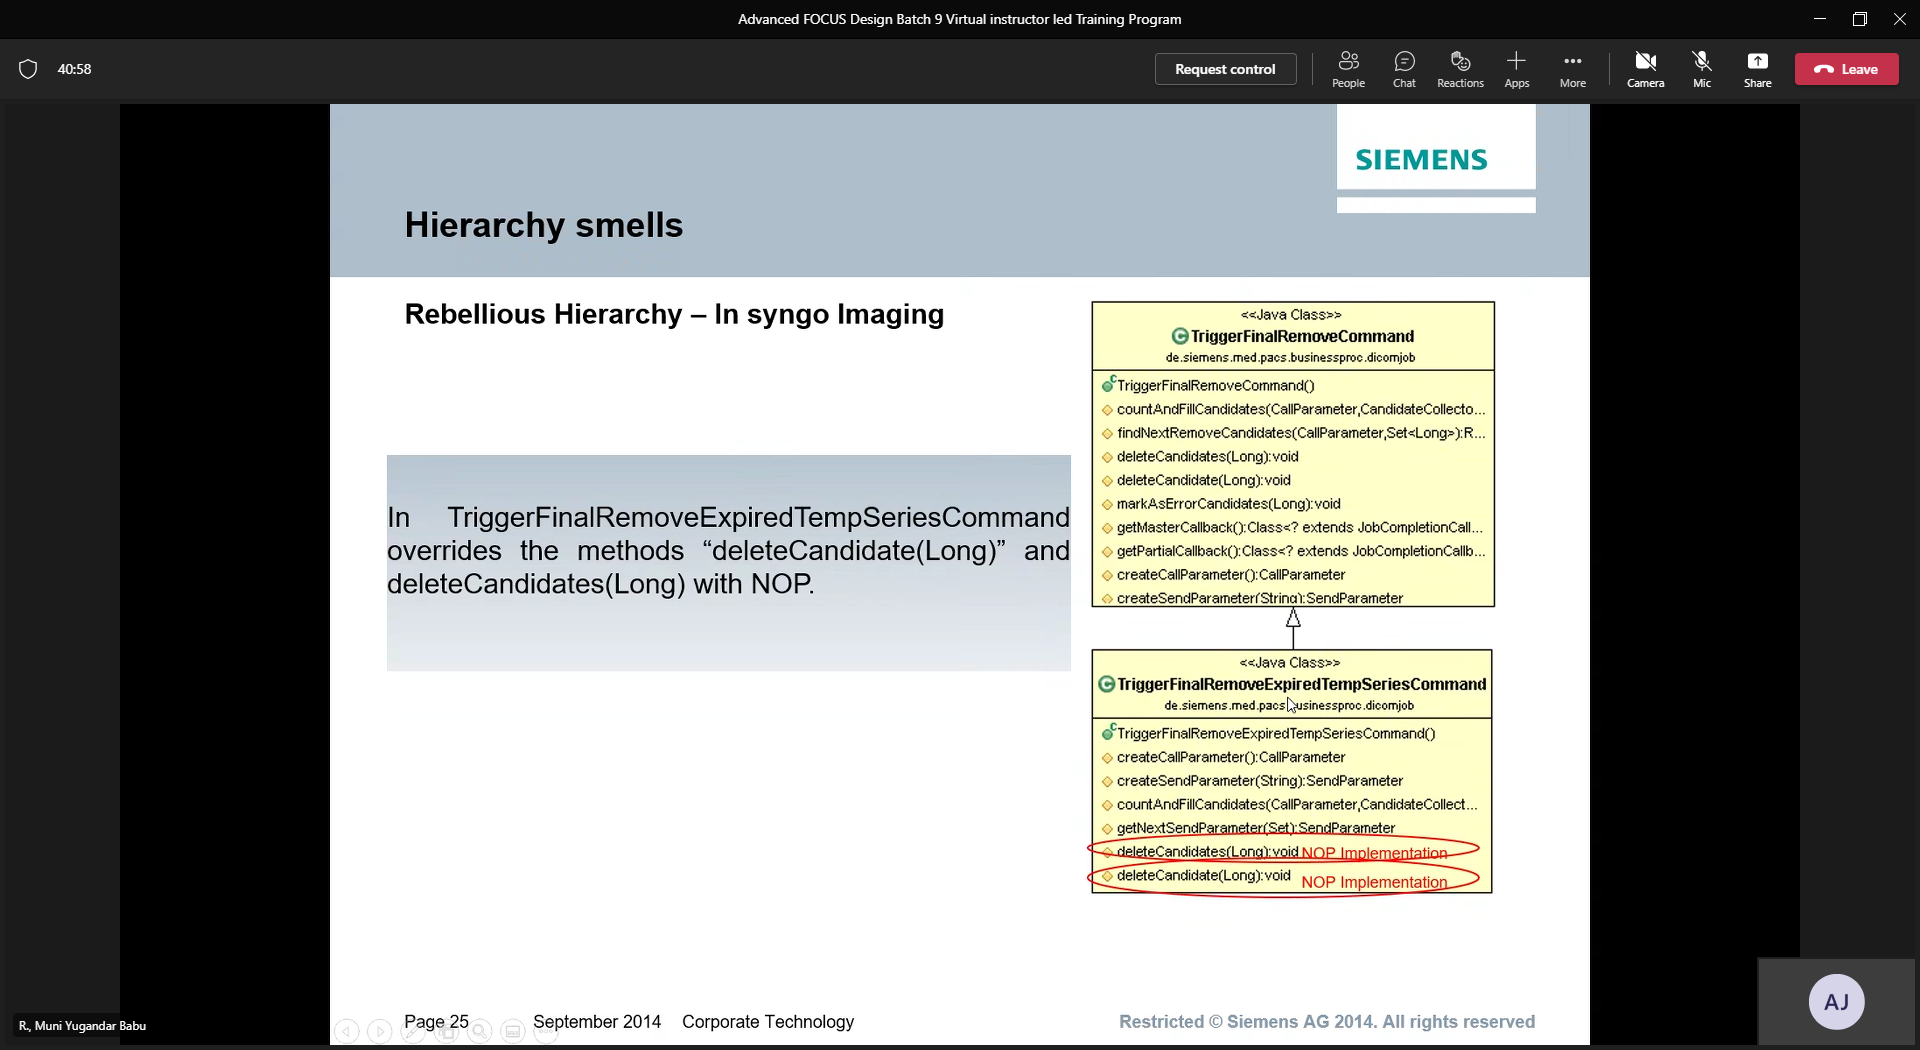 Advanced FOCUS Design Batch 9 Virtual instructor led Training Program
40:58
Request control
People
Chat
Reactions
Apps
More
Camera
Mic
Share
Leave
SIEMENS
Hierarchy smells
Rebellious Hierarchy – In syngo Imaging
In TriggerFinalRemoveExpiredTempSeriesCommand
overrides the methods “deleteCandidate(Long)” and
deleteCandidates(Long) with NOP.
<<Java Class>>
TriggerFinalRemoveCommand
de.siemens.med.pacs.businessproc.dicomjob
TriggerFinalRemoveCommand()
countAndFillCandidates(CallParameter,CandidateCollecto...
findNextRemoveCandidates(CallParameter,Set<Long>):R...
deleteCandidates(Long):void
deleteCandidate(Long):void
markAsErrorCandidates(Long):void
getMasterCallback():Class<? extends JobCompletionCall...
getPartialCallback():Class<? extends JobCompletionCallb...
createCallParameter():CallParameter
createSendParameter(String):SendParameter
<<Java Class>>
TriggerFinalRemoveExpiredTempSeriesCommand
de.siemens.med.pacs.businessproc.dicomjob
TriggerFinalRemoveExpiredTempSeriesCommand()
createCallParameter():CallParameter
createSendParameter(String):SendParameter
countAndFillCandidates(CallParameter,CandidateCollect...
getNextSendParameter(Set):SendParameter
deleteCandidates(Long):void NOP Implementation
deleteCandidate(Long):void NOP Implementation
Page 25 September 2014 Corporate Technology
Restricted © Siemens AG 2014. All rights reserved
R., Muni Yugandar Babu
AJ